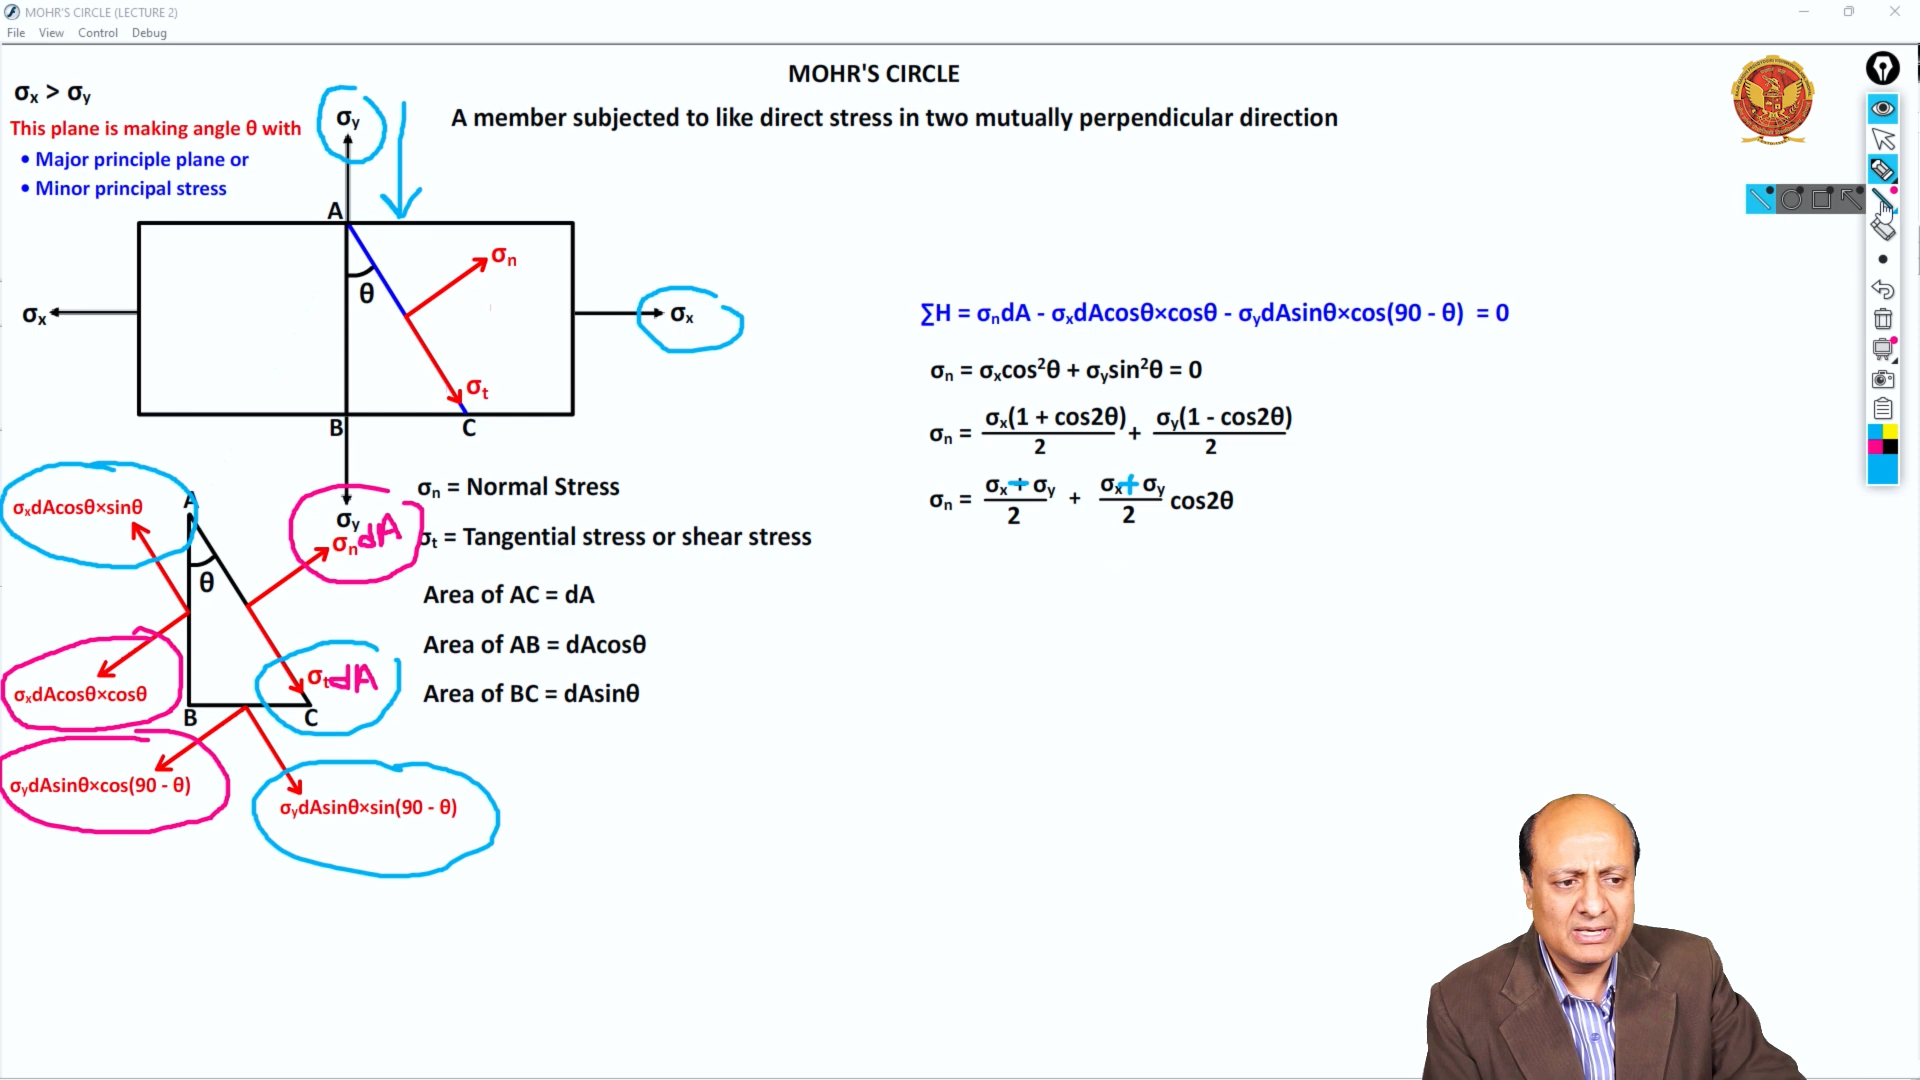 MOHR'S CIRCLE (LECTURE 2)
File View Control Debug
MOHR'S CIRCLE
A member subjected to like direct stress in two mutually perpendicular direction
σx > σy
This plane is making angle θ with
• Major principle plane or
• Minor principal stress
σy
A
σn
θ
σx
σx
σt
B
C
σy
σn = Normal Stress
σt = Tangential stress or shear stress
Area of AC = dA
Area of AB = dAcosθ
Area of BC = dAsinθ
A
σxdAcosθ×sinθ
σn dA
θ
σxdAcosθ×cosθ
σt dA
B
C
σydAsinθ×cos(90 - θ)
σydAsinθ×sin(90 - θ)
∑H = σndA - σxdAcosθ×cosθ - σydAsinθ×cos(90 - θ) = 0
σn = σxcos²θ + σysin²θ = 0
σn = σx(1 + cos2θ)/2 + σy(1 - cos2θ)/2
σn = σx + σy/2 + σx + σy/2 cos2θ